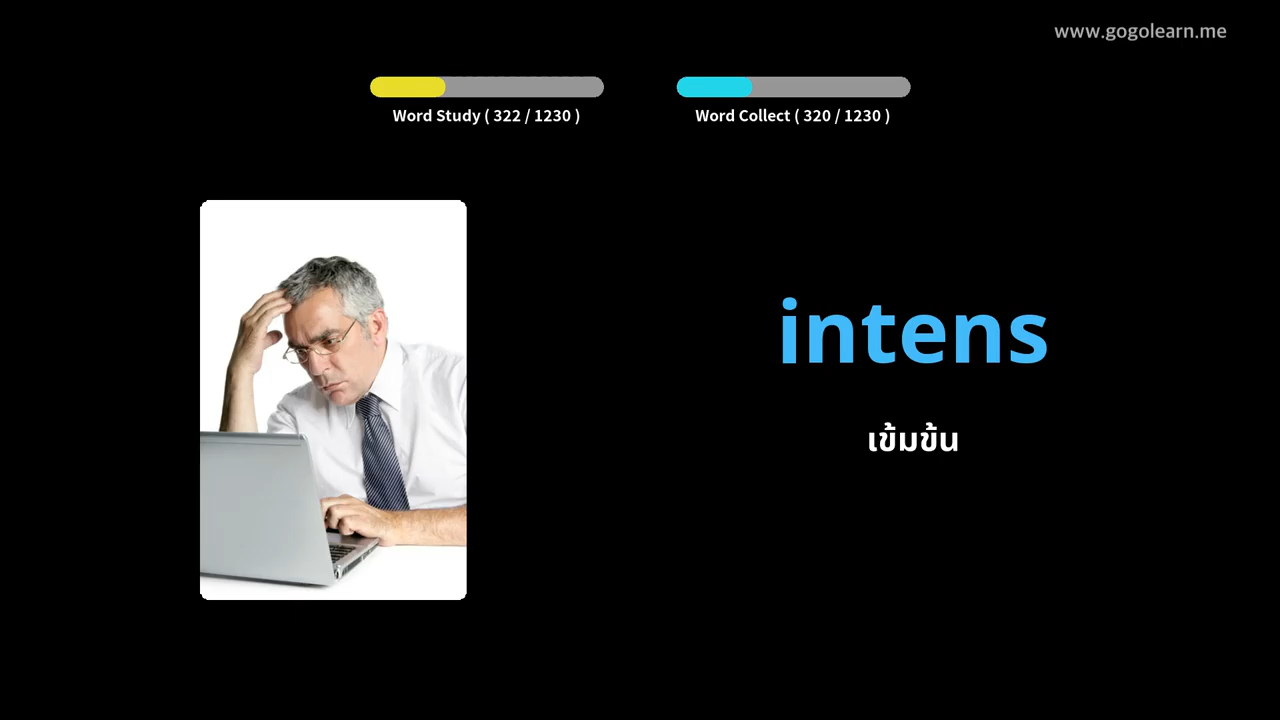 www.gogolearn.me
Word Study ( 322 / 1230 )
Word Collect ( 320 / 1230 )
intens
เข้มข้น